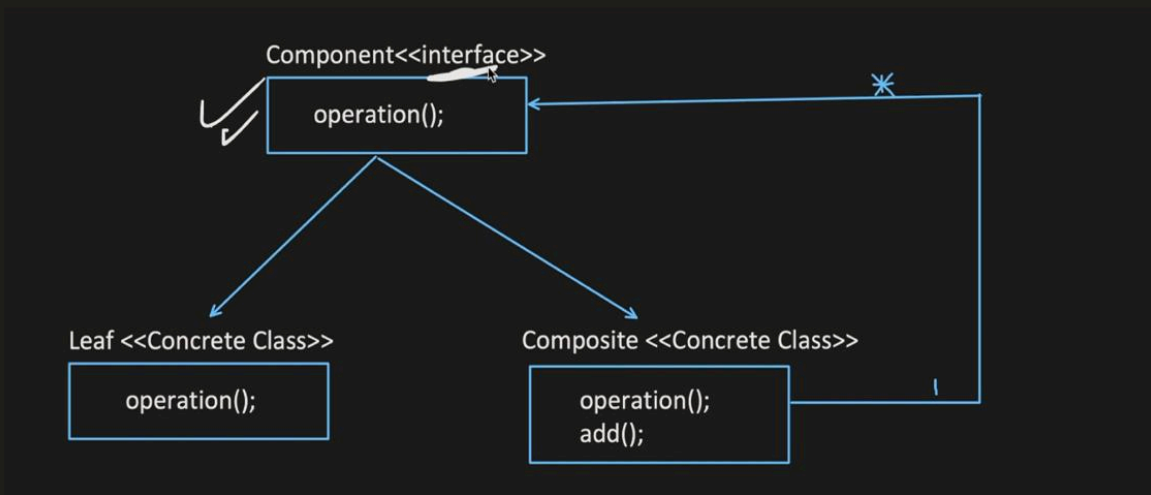 Component<<interface>>
operation();
*
Leaf <<Concrete Class>>
operation();
Composite <<Concrete Class>>
operation();
add();
1